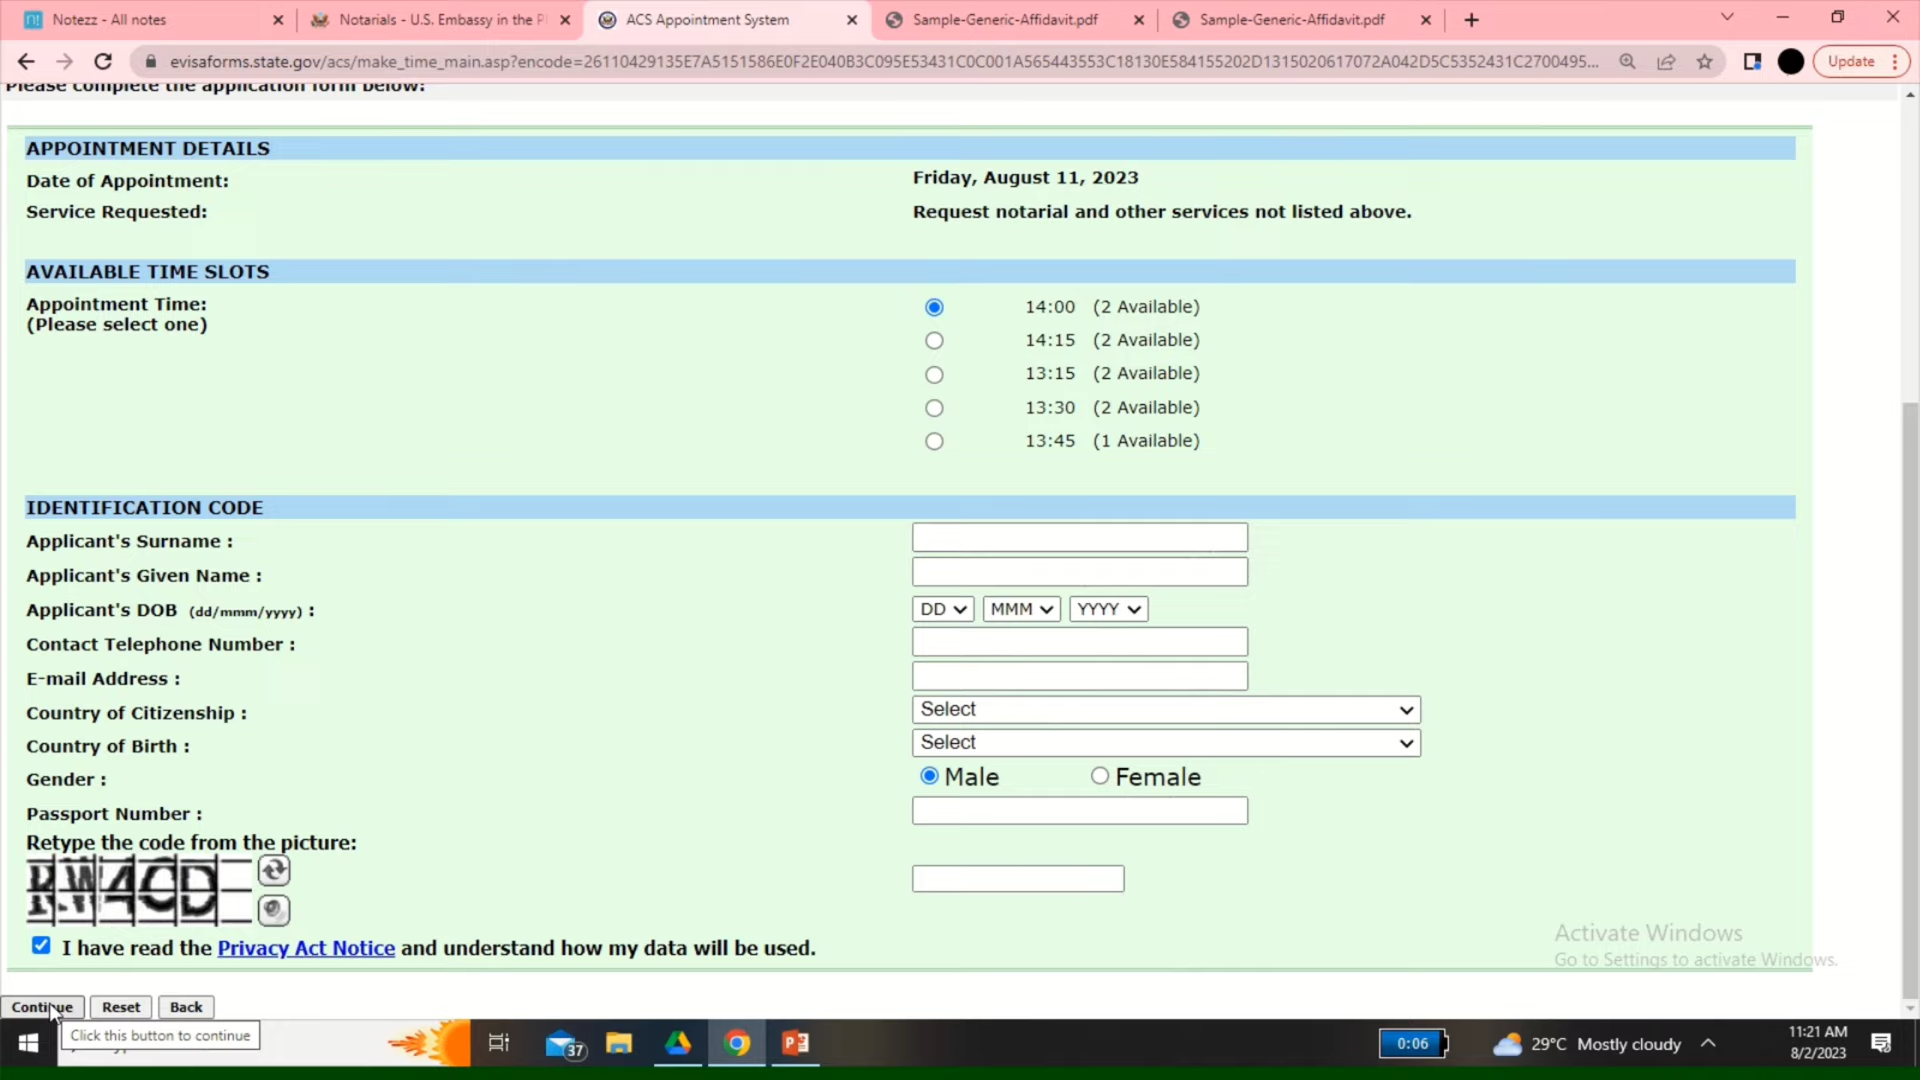 Notezz - All notes
Notarials - U.S. Embassy in the P
ACS Appointment System
Sample-Generic-Affidavit.pdf
Sample-Generic-Affidavit.pdf
evisaforms.state.gov/acs/make_time_main.asp?encode=26110429135E7A5151586E0F2E040B3C095E53431C0C001A565443553C18130E584155202D1315020617072A042D5C5352431C2700495...
Update
Please complete the application form below:
APPOINTMENT DETAILS
Date of Appointment: Friday, August 11, 2023
Service Requested: Request notarial and other services not listed above.
AVAILABLE TIME SLOTS
Appointment Time:
(Please select one)
14:00 (2 Available)
14:15 (2 Available)
13:15 (2 Available)
13:30 (2 Available)
13:45 (1 Available)
IDENTIFICATION CODE
Applicant's Surname :
Applicant's Given Name :
Applicant's DOB (dd/mmm/yyyy) : DD MMM YYYY
Contact Telephone Number :
E-mail Address :
Country of Citizenship : Select
Country of Birth : Select
Gender : Male Female
Passport Number :
Retype the code from the picture:
RW4CD
I have read the Privacy Act Notice and understand how my data will be used.
Activate Windows
Go to Settings to activate Windows.
Continue Reset Back
Click this button to continue
37
0:06
29°C Mostly cloudy
11:21 AM
8/2/2023